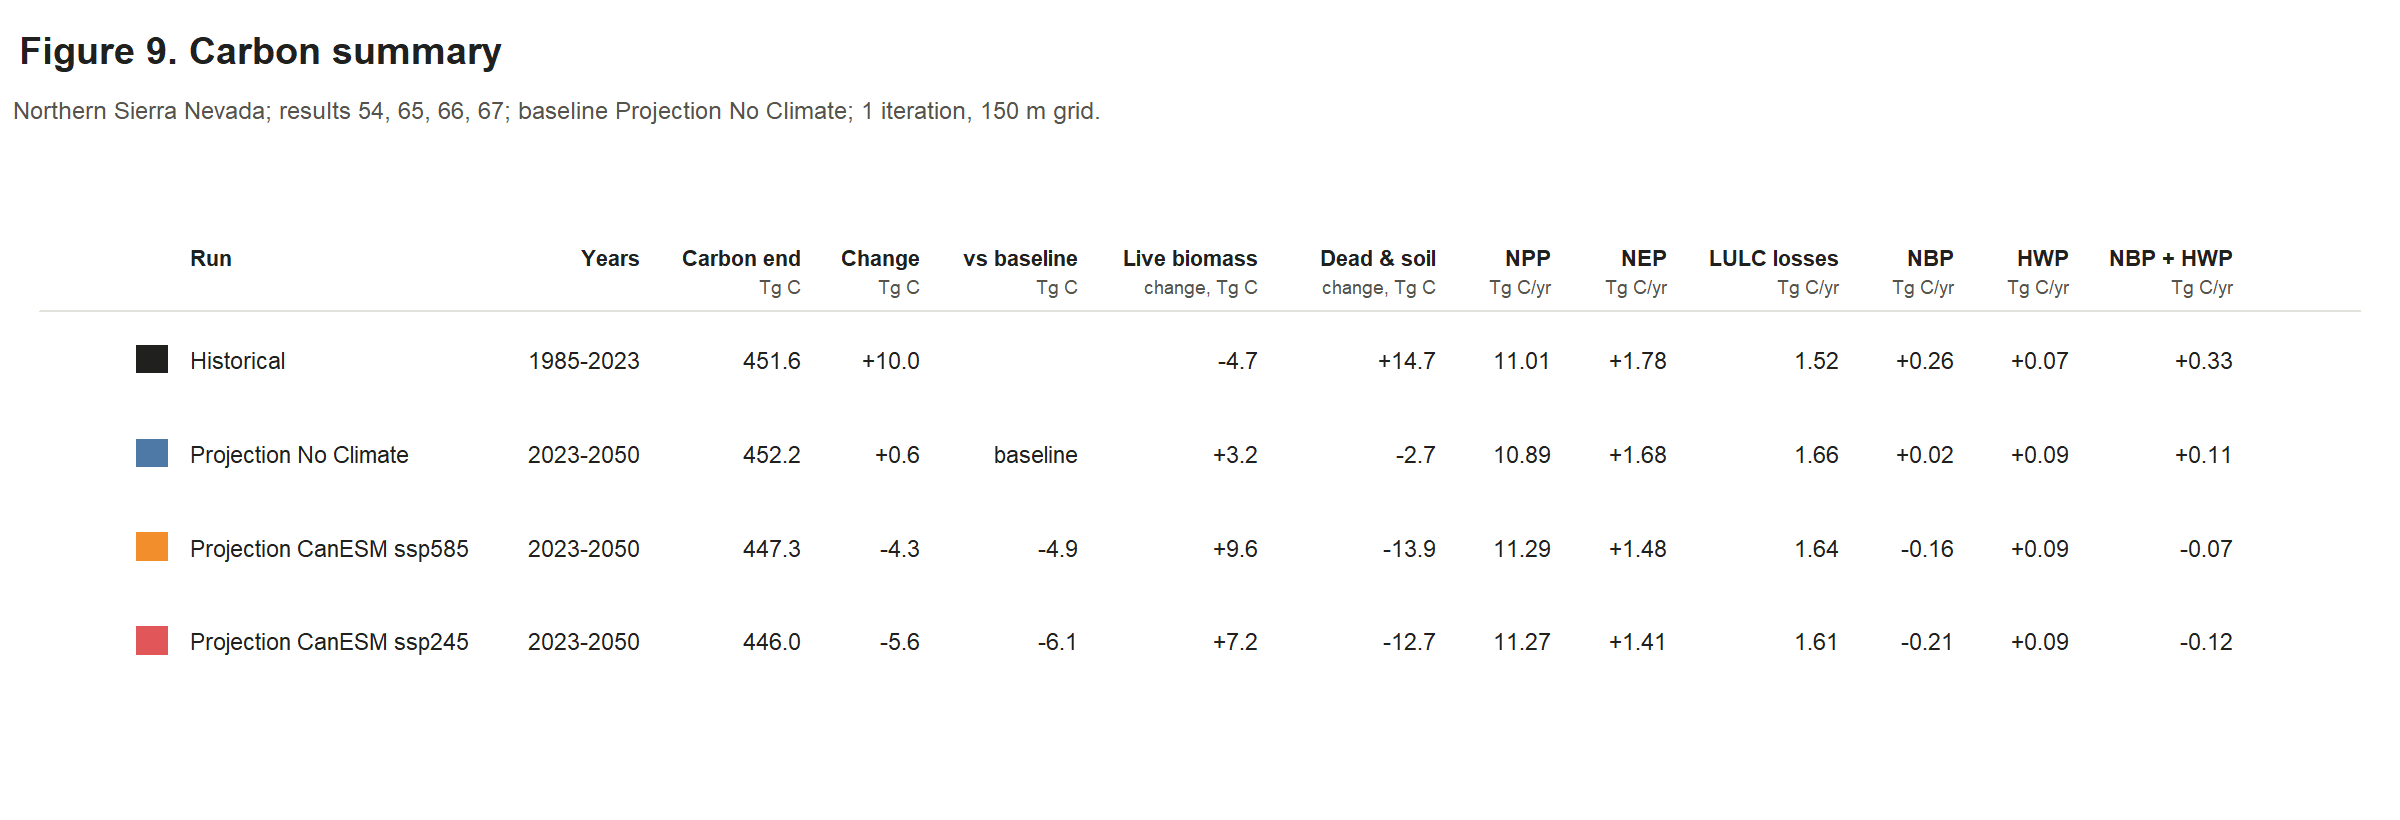 Figure 9. Carbon summary
Northern Sierra Nevada; results 54, 65, 66, 67; baseline Projection No Climate; 1 iteration, 150 m grid.
Run Years Carbon end Change vs baseline Live biomass Dead & soil NPP NEP LULC losses NBP HWP NBP + HWP
Tg C Tg C Tg C change, Tg C change, Tg C Tg C/yr Tg C/yr Tg C/yr Tg C/yr Tg C/yr Tg C/yr
Historical 1985-2023 451.6 +10.0 -4.7 +14.7 11.01 +1.78 1.52 +0.26 +0.07 +0.33
Projection No Climate 2023-2050 452.2 +0.6 baseline +3.2 -2.7 10.89 +1.68 1.66 +0.02 +0.09 +0.11
Projection CanESM ssp585 2023-2050 447.3 -4.3 -4.9 +9.6 -13.9 11.29 +1.48 1.64 -0.16 +0.09 -0.07
Projection CanESM ssp245 2023-2050 446.0 -5.6 -6.1 +7.2 -12.7 11.27 +1.41 1.61 -0.21 +0.09 -0.12